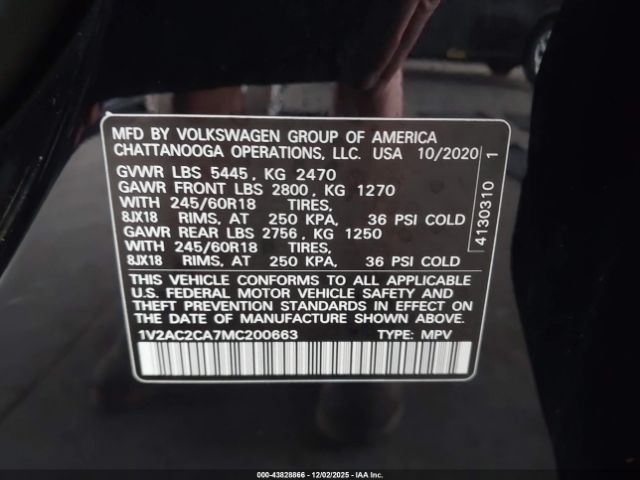 MFD BY VOLKSWAGEN GROUP OF AMERICA
CHATTANOOGA OPERATIONS, LLC. USA 10/2020
GVWR LBS 5445, KG 2470
GAWR FRONT LBS 2800, KG 1270
WITH 245/60R18 TIRES,
8JX18 RIMS, AT 250 KPA, 36 PSI COLD
GAWR REAR LBS 2756, KG 1250
WITH 245/60R18 TIRES,
8JX18 RIMS, AT 250 KPA, 36 PSI COLD
4130310 1
THIS VEHICLE CONFORMS TO ALL APPLICABLE
U.S. FEDERAL MOTOR VEHICLE SAFETY AND
THEFT PREVENTION STANDARDS IN EFFECT ON
THE DATE OF MANUFACTURE SHOWN ABOVE.
1V2AC2CA7MC200663 TYPE: MPV
000-43828866 • 12/02/2025 • IAA Inc.